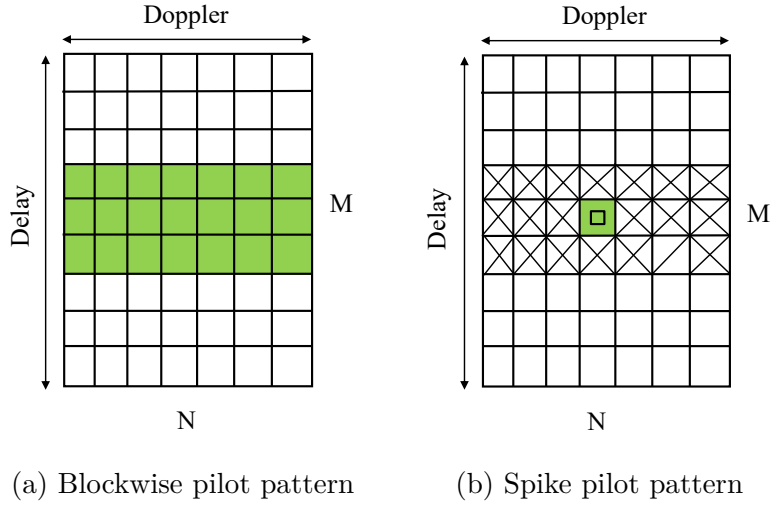 Doppler
Delay
M
N
(a) Blockwise pilot pattern
Doppler
Delay
M
N
(b) Spike pilot pattern